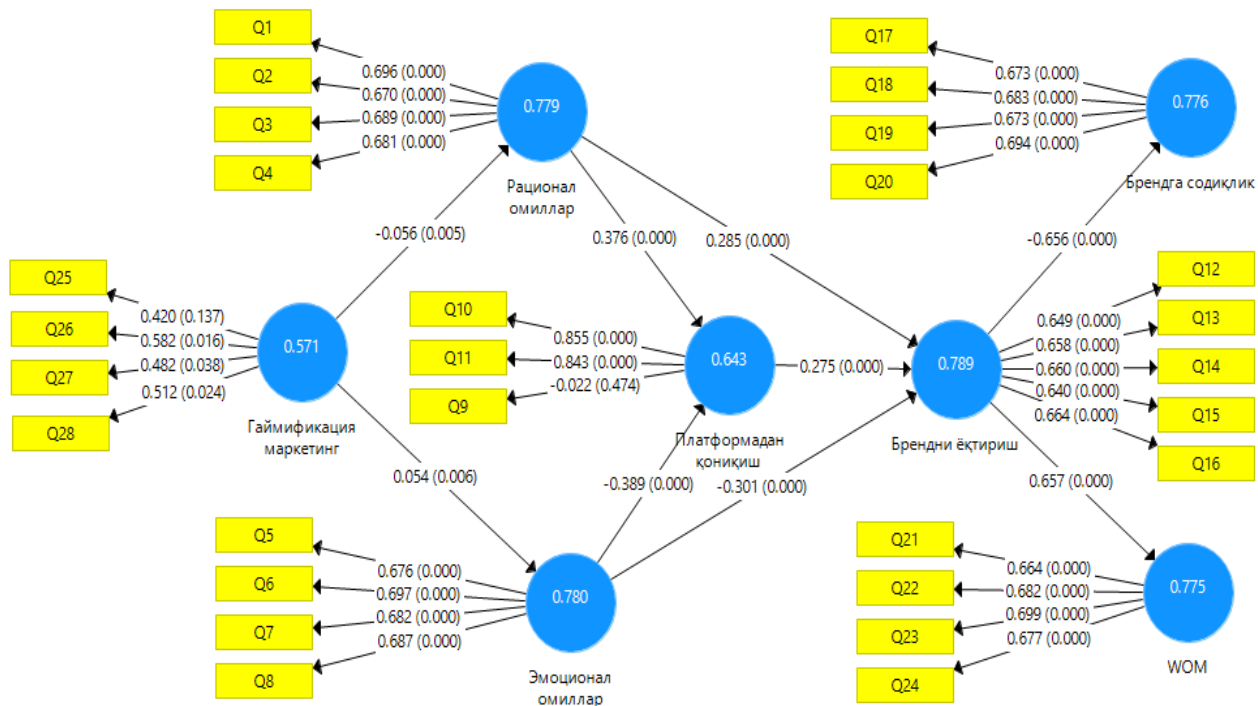 Q1
Q2
Q3
Q4
0.696 (0.000)
0.670 (0.000)
0.689 (0.000)
0.681 (0.000)
0.779
Рационал
омиллар
Q17
Q18
Q19
Q20
0.673 (0.000)
0.683 (0.000)
0.673 (0.000)
0.694 (0.000)
0.776
Брендга содиқлик
-0.056 (0.005)
0.376 (0.000)
0.285 (0.000)
-0.656 (0.000)
Q25
Q26
Q27
Q28
0.420 (0.137)
0.582 (0.016)
0.482 (0.038)
0.512 (0.024)
0.571
Гаймификация
маркетинг
Q10
Q11
Q9
0.855 (0.000)
0.843 (0.000)
-0.022 (0.474)
0.643
Платформадан
қониқиш
0.275 (0.000)
0.789
Брендни ёқтириш
0.649 (0.000)
0.658 (0.000)
0.660 (0.000)
0.640 (0.000)
0.664 (0.000)
Q12
Q13
Q14
Q15
Q16
0.054 (0.006)
-0.389 (0.000)
-0.301 (0.000)
0.657 (0.000)
Q5
Q6
Q7
Q8
0.676 (0.000)
0.697 (0.000)
0.682 (0.000)
0.687 (0.000)
0.780
Эмоционал
омиллар
Q21
Q22
Q23
Q24
0.664 (0.000)
0.682 (0.000)
0.699 (0.000)
0.677 (0.000)
0.775
WOM